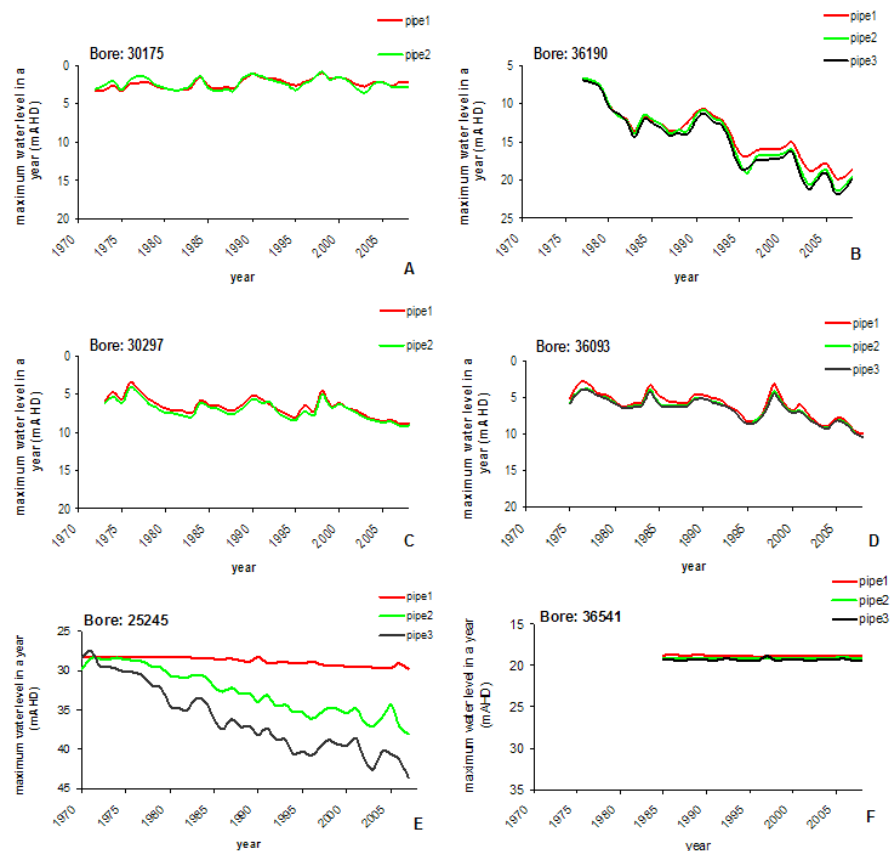 pipe1
pipe2
Bore: 30175
maximum water level in a
year (mAHD)
0
5
10
15
20
1970
1975
1980
1985
1990
1995
2000
2005
year
A
pipe1
pipe2
pipe3
Bore: 36190
maximum water level in a
year (mAHD)
5
10
15
20
25
1970
1975
1980
1985
1990
1995
2000
2005
year
B
pipe1
pipe2
Bore: 30297
maximum water level in a
year (mAHD)
0
5
10
15
20
1970
1975
1980
1985
1990
1995
2000
2005
year
C
pipe1
pipe2
pipe3
Bore: 36093
maximum water level in a
year (mAHD)
0
5
10
15
20
1970
1975
1980
1985
1990
1995
2000
2005
year
D
pipe1
pipe2
pipe3
Bore: 25245
maximum water level in a year
(mAHD)
25
30
35
40
45
1970
1975
1980
1985
1990
1995
2000
2005
year
E
pipe1
pipe2
pipe3
Bore: 36541
maximum water level in a year
(mAHD)
15
20
25
30
35
1970
1975
1980
1985
1990
1995
2000
2005
year
F